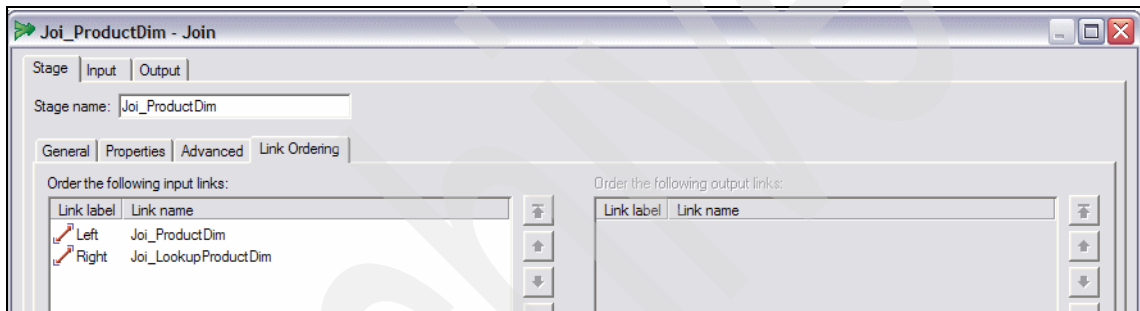 Joi_ProductDim - Join
Stage Input Output
Stage name: Joi_ProductDim
General Properties Advanced Link Ordering
Order the following input links: Order the following output links:
Link label Link name Link label Link name
Left Joi_ProductDim
Right Joi_LookupProductDim